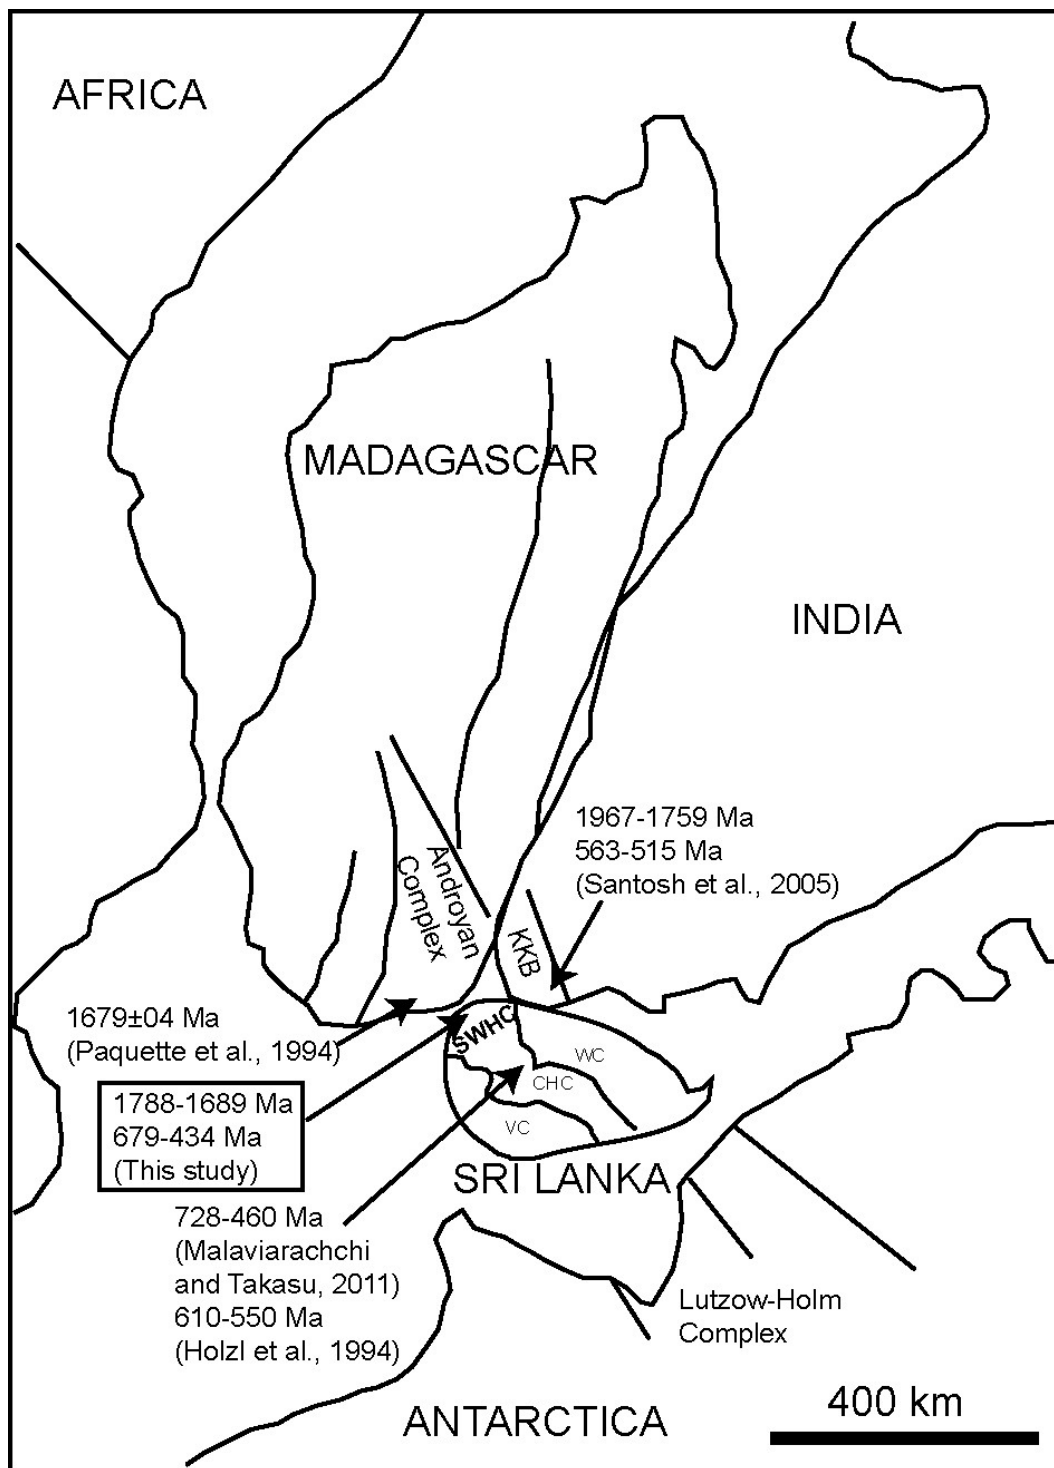 AFRICA
MADAGASCAR
INDIA
1967-1759 Ma
563-515 Ma
(Santosh et al., 2005)
Androyan
Complex
KKB
1679±04 Ma
(Paquette et al., 1994)
SWHC
WC
CHC
VC
1788-1689 Ma
679-434 Ma
(This study)
SRI LANKA
728-460 Ma
(Malaviarachchi
and Takasu, 2011)
610-550 Ma
(Holzl et al., 1994)
Lutzow-Holm
Complex
400 km
ANTARCTICA